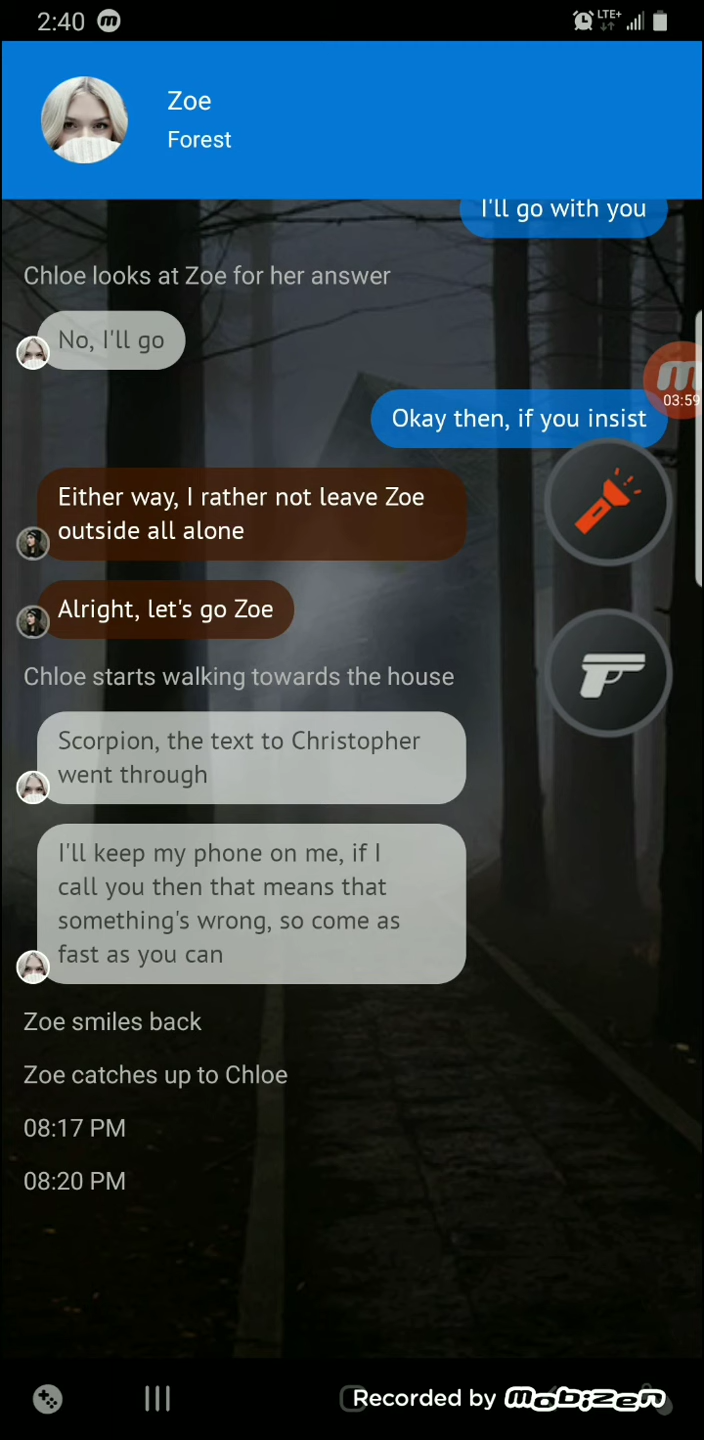 2:40 m
LTE+
Zoe
Forest
I'll go with you
Chloe looks at Zoe for her answer
No, I'll go
m
03:59
Okay then, if you insist
Either way, I rather not leave Zoe
outside all alone
Alright, let's go Zoe
Chloe starts walking towards the house
Scorpion, the text to Christopher
went through
I'll keep my phone on me, if I
call you then that means that
something's wrong, so come as
fast as you can
Zoe smiles back
Zoe catches up to Chloe
08:17 PM
08:20 PM
Recorded by mobizen